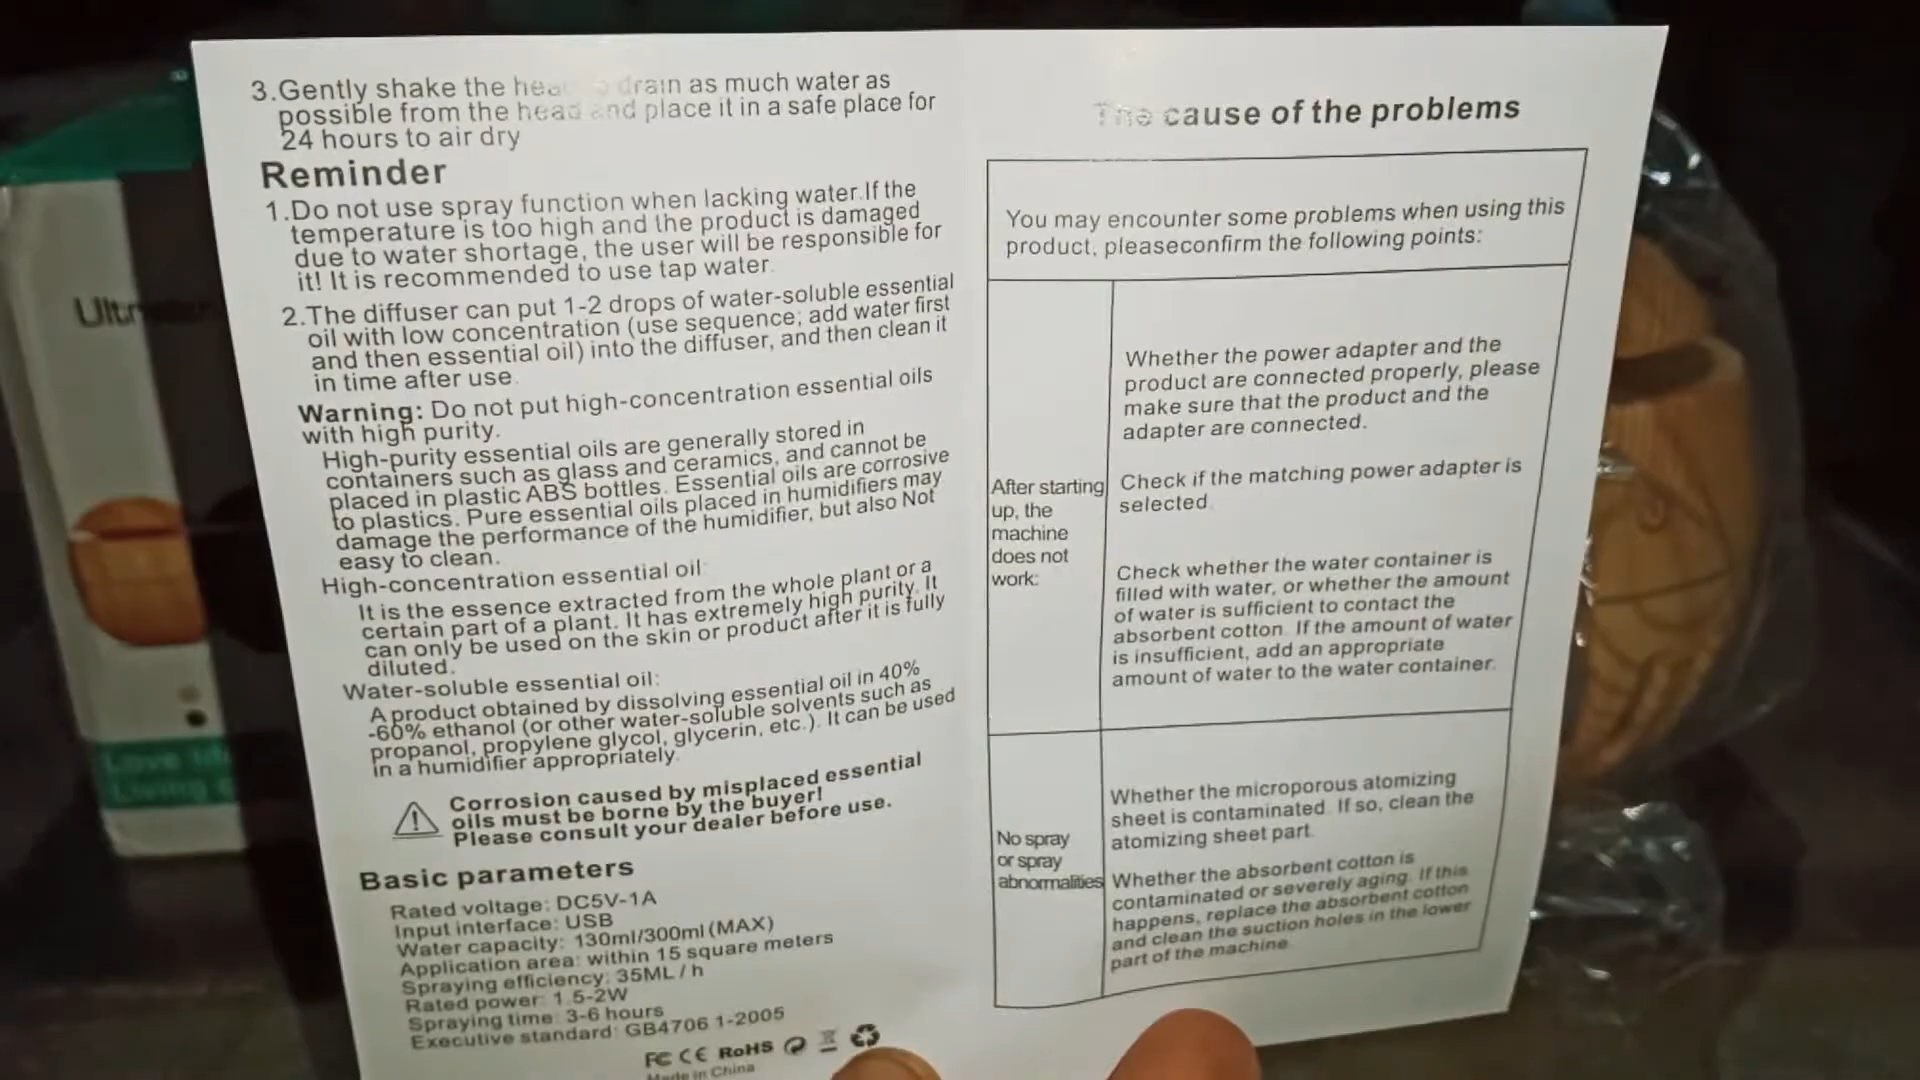 3.Gently shake the head to drain as much water as
possible from the head and place it in a safe place for
24 hours to air dry
Reminder
1.Do not use spray function when lacking water.If the
temperature is too high and the product is damaged
due to water shortage, the user will be responsible for
it! It is recommended to use tap water.
2.The diffuser can put 1-2 drops of water-soluble essential
oil with low concentration (use sequence; add water first
and then essential oil) into the diffuser, and then clean it
in time after use.
Warning: Do not put high-concentration essential oils
with high purity.
High-purity essential oils are generally stored in
containers such as glass and ceramics, and cannot be
placed in plastic ABS bottles. Essential oils are corrosive
to plastics. Pure essential oils placed in humidifiers may
damage the performance of the humidifier, but also Not
easy to clean.
High-concentration essential oil:
It is the essence extracted from the whole plant or a
certain part of a plant. It has extremely high purity. It
can only be used on the skin or product after it is fully
diluted.
Water-soluble essential oil:
A product obtained by dissolving essential oil in 40%
-60% ethanol (or other water-soluble solvents such as
propanol, propylene glycol, glycerin, etc.). It can be used
in a humidifier appropriately.
Corrosion caused by misplaced essential
oils must be borne by the buyer!
Please consult your dealer before use.
Basic parameters
Rated voltage: DC5V-1A
Input interface: USB
Water capacity: 130ml/300ml (MAX)
Application area: within 15 square meters
Spraying efficiency: 35ML / h
Rated power: 1.5-2W
Spraying time: 3-6 hours
Executive standard: GB4706 1-2005
FC CE RoHS
Made in China
The cause of the problems
You may encounter some problems when using this
product, pleaseconfirm the following points:
After starting
up, the
machine
does not
work:
Whether the power adapter and the
product are connected properly, please
make sure that the product and the
adapter are connected.
Check if the matching power adapter is
selected.
Check whether the water container is
filled with water, or whether the amount
of water is sufficient to contact the
absorbent cotton. If the amount of water
is insufficient, add an appropriate
amount of water to the water container.
No spray
or spray
abnormalities
Whether the microporous atomizing
sheet is contaminated. If so, clean the
atomizing sheet part.
Whether the absorbent cotton is
contaminated or severely aging. If this
happens, replace the absorbent cotton
and clean the suction holes in the lower
part of the machine.
Love
Living